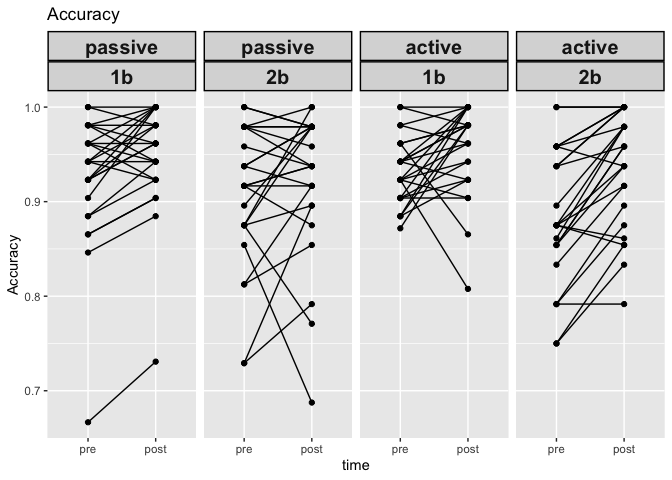 Accuracy
passive passive active active
1b 2b 1b 2b
1.0
0.9
0.8
0.7
Accuracy
pre post pre post pre post pre post
time